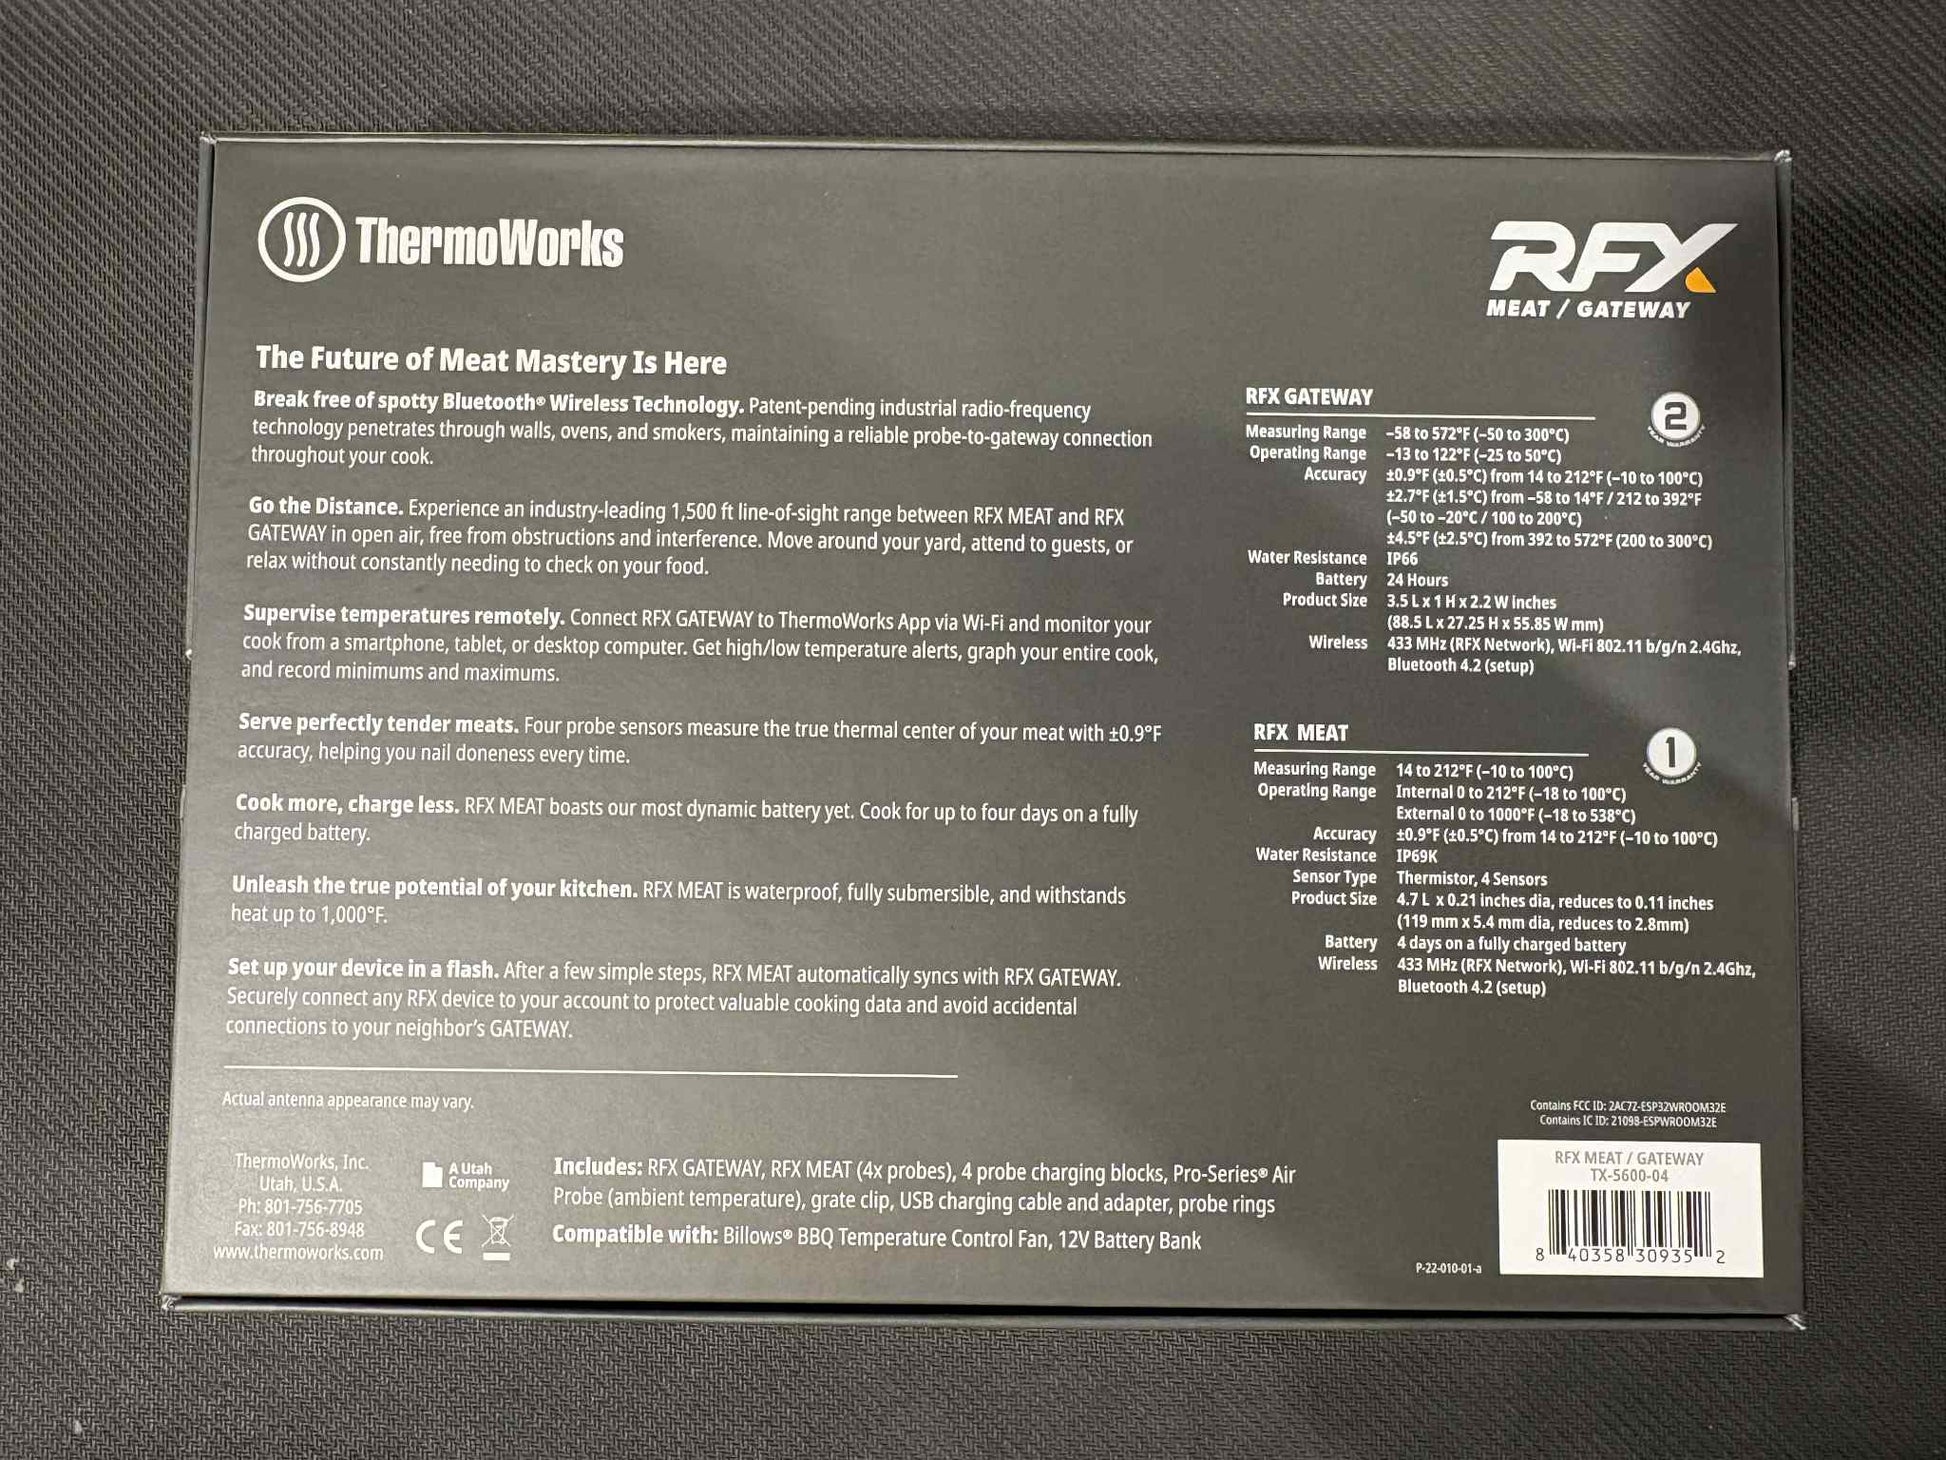 ThermoWorks
RFX
MEAT / GATEWAY
The Future of Meat Mastery Is Here
Break free of spotty Bluetooth® Wireless Technology. Patent-pending industrial radio-frequency
technology penetrates through walls, ovens, and smokers, maintaining a reliable probe-to-gateway connection
throughout your cook.
Go the Distance. Experience an industry-leading 1,500 ft line-of-sight range between RFX MEAT and RFX
GATEWAY in open air, free from obstructions and interference. Move around your yard, attend to guests, or
relax without constantly needing to check on your food.
Supervise temperatures remotely. Connect RFX GATEWAY to ThermoWorks App via Wi-Fi and monitor your
cook from a smartphone, tablet, or desktop computer. Get high/low temperature alerts, graph your entire cook,
and record minimums and maximums.
Serve perfectly tender meats. Four probe sensors measure the true thermal center of your meat with ±0.9°F
accuracy, helping you nail doneness every time.
Cook more, charge less. RFX MEAT boasts our most dynamic battery yet. Cook for up to four days on a fully
charged battery.
Unleash the true potential of your kitchen. RFX MEAT is waterproof, fully submersible, and withstands
heat up to 1,000°F.
Set up your device in a flash. After a few simple steps, RFX MEAT automatically syncs with RFX GATEWAY.
Securely connect any RFX device to your account to protect valuable cooking data and avoid accidental
connections to your neighbor's GATEWAY.
Actual antenna appearance may vary.
RFX GATEWAY
2
YEAR WARRANTY
Measuring Range –58 to 572°F (–50 to 300°C)
Operating Range –13 to 122°F (–25 to 50°C)
Accuracy ±0.9°F (±0.5°C) from 14 to 212°F (–10 to 100°C)
±2.7°F (±1.5°C) from –58 to 14°F / 212 to 392°F
(–50 to –20°C / 100 to 200°C)
±4.5°F (±2.5°C) from 392 to 572°F (200 to 300°C)
Water Resistance IP66
Battery 24 Hours
Product Size 3.5 L x 1 H x 2.2 W inches
(88.5 L x 27.25 H x 55.85 W mm)
Wireless 433 MHz (RFX Network), Wi-Fi 802.11 b/g/n 2.4Ghz,
Bluetooth 4.2 (setup)
RFX MEAT
1
YEAR WARRANTY
Measuring Range 14 to 212°F (–10 to 100°C)
Operating Range Internal 0 to 212°F (–18 to 100°C)
External 0 to 1000°F (–18 to 538°C)
Accuracy ±0.9°F (±0.5°C) from 14 to 212°F (–10 to 100°C)
Water Resistance IP69K
Sensor Type Thermistor, 4 Sensors
Product Size 4.7 L x 0.21 inches dia, reduces to 0.11 inches
(119 mm x 5.4 mm dia, reduces to 2.8mm)
Battery 4 days on a fully charged battery
Wireless 433 MHz (RFX Network), Wi-Fi 802.11 b/g/n 2.4Ghz,
Bluetooth 4.2 (setup)
Contains FCC ID: 2AC7Z-ESP32WROOM32E
Contains IC ID: 21098-ESPWROOM32E
ThermoWorks, Inc.
Utah, U.S.A.
Ph: 801-756-7705
Fax: 801-756-8948
www.thermoworks.com
A Utah
Company
CE
Includes: RFX GATEWAY, RFX MEAT (4x probes), 4 probe charging blocks, Pro-Series® Air
Probe (ambient temperature), grate clip, USB charging cable and adapter, probe rings
Compatible with: Billows® BBQ Temperature Control Fan, 12V Battery Bank
P-22-010-01-a
RFX MEAT / GATEWAY
TX-5600-04
8 40358 30935 2